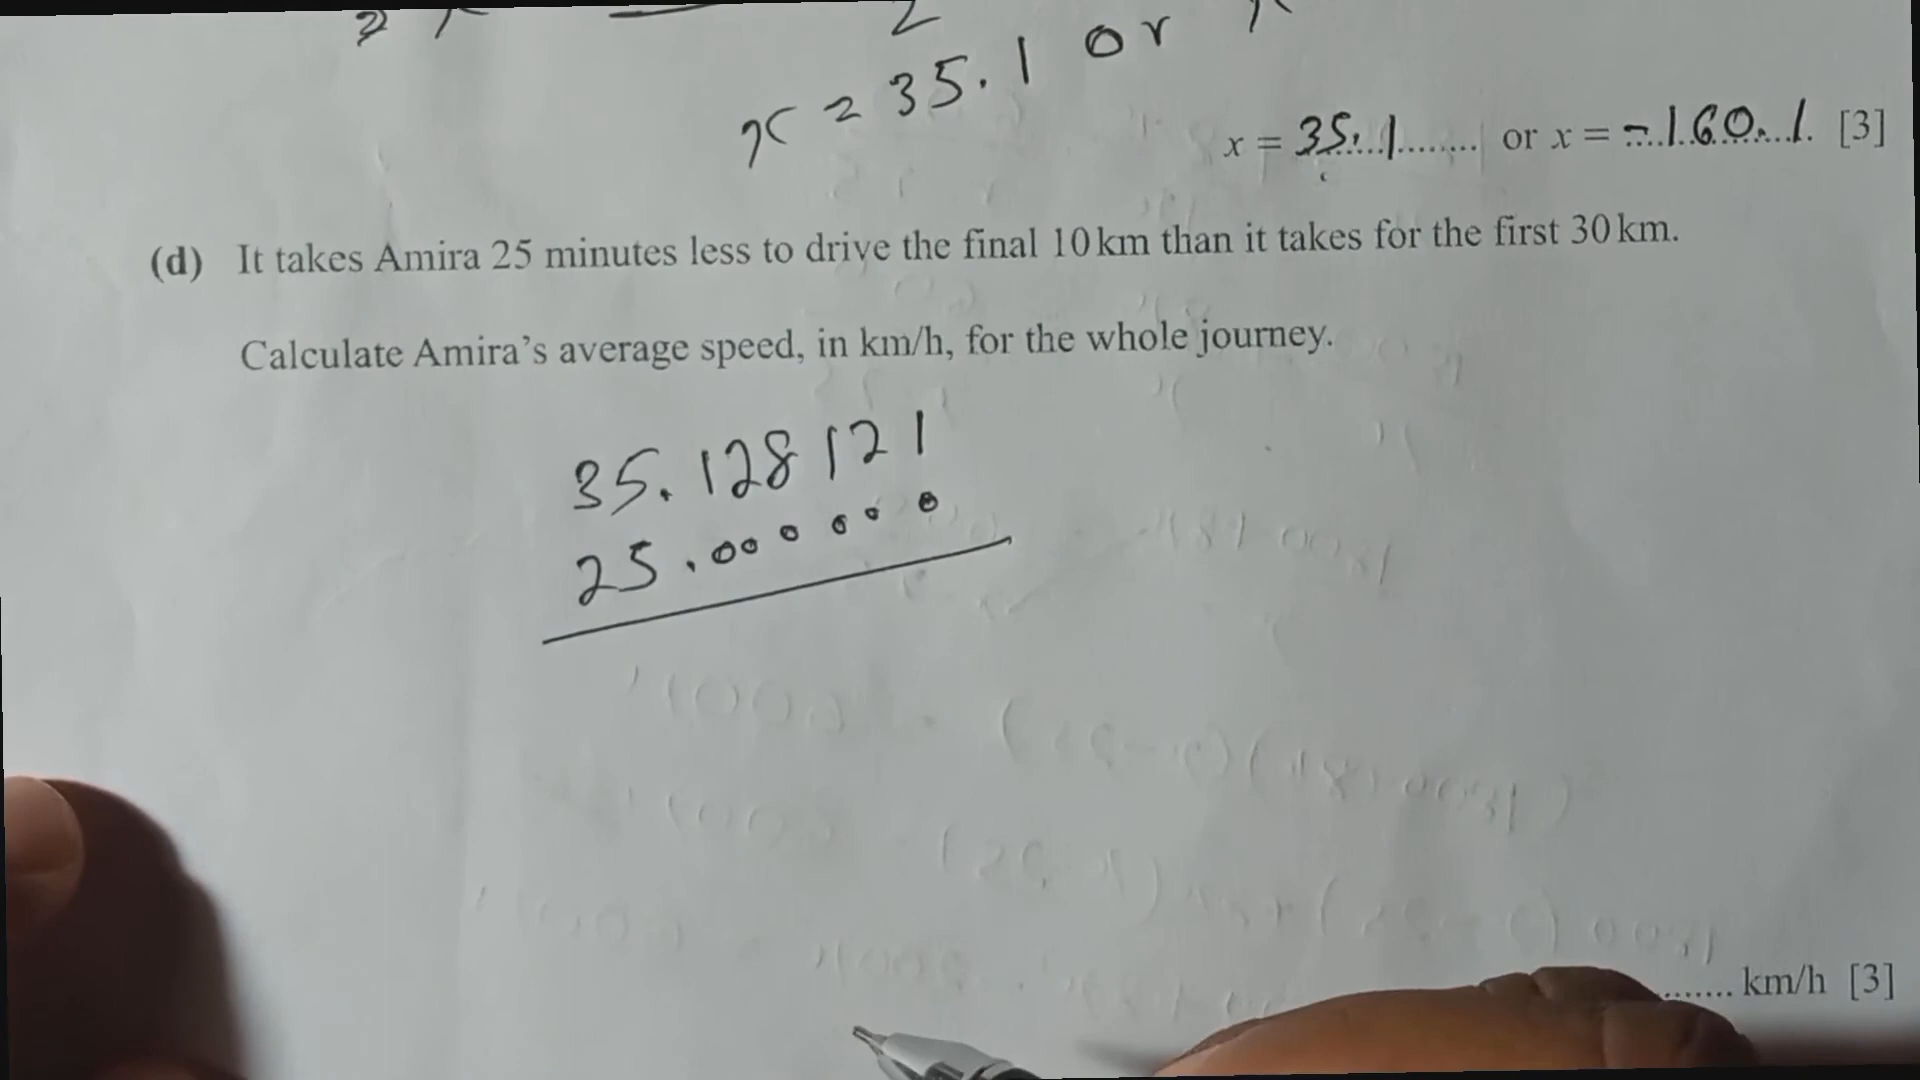 2
x = 35.1 or x
x = 35.1 or x = -160.1 [3]
(d) It takes Amira 25 minutes less to drive the final 10 km than it takes for the first 30 km.
Calculate Amira's average speed, in km/h, for the whole journey.
35.128121
25.000000
........ km/h [3]